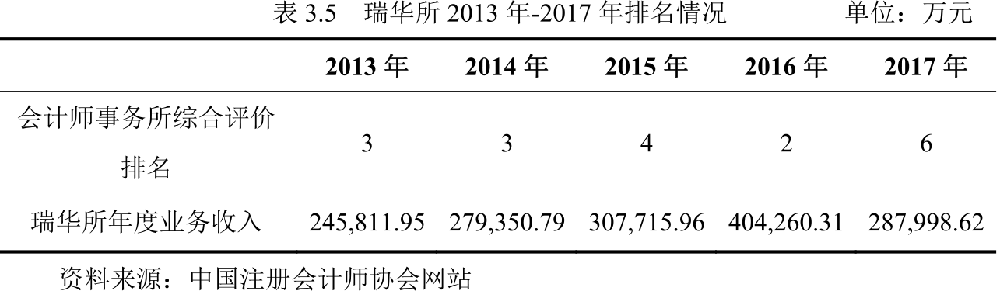 表 3.5 瑞华所 2013 年-2017 年排名情况 单位：万元
2013 年 2014 年 2015 年 2016 年 2017 年
会计师事务所综合评价
排名
3 3 4 2 6
瑞华所年度业务收入 245,811.95 279,350.79 307,715.96 404,260.31 287,998.62
资料来源：中国注册会计师协会网站